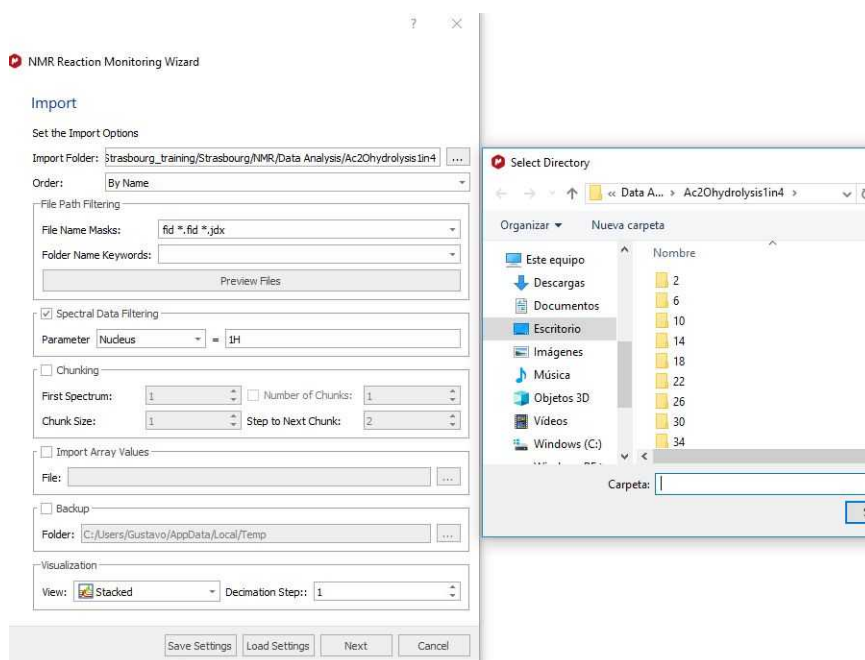 ?
NMR Reaction Monitoring Wizard
Import
Set the Import Options
Import Folder: Strasbourg_training/Strasbourg/NMR/Data Analysis/Ac2Ohydrolysis1in4 ...
Order: By Name
File Path Filtering
File Name Masks: fid *.fid *.jdx
Folder Name Keywords:
Preview Files
Spectral Data Filtering
Parameter Nucleus = 1H
Chunking
First Spectrum: 1 Number of Chunks: 1
Chunk Size: 1 Step to Next Chunk: 2
Import Array Values
File: ...
Backup
Folder: C:/Users/Gustavo/AppData/Local/Temp ...
Visualization
View: Stacked Decimation Step:: 1
Save Settings Load Settings Next Cancel
Select Directory
« Data A... › Ac2Ohydrolysis1in4 ›
Organizar Nueva carpeta
Este equipo
Descargas
Documentos
Escritorio
Imágenes
Música
Objetos 3D
Vídeos
Windows (C:)
Nombre
2
6
10
14
18
22
26
30
34
Carpeta: